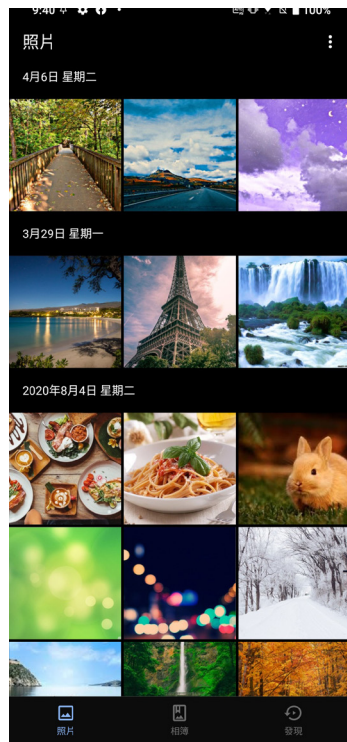 9:40
100%
照片
4月6日 星期二
3月29日 星期一
2020年8月4日 星期二
照片
相簿
發現